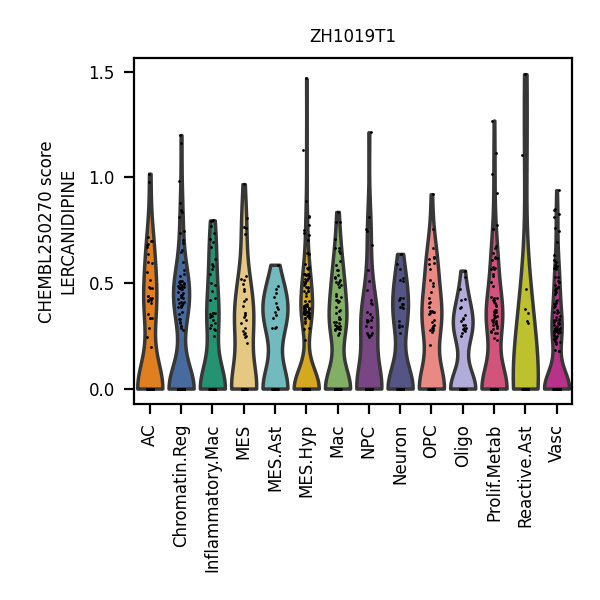 ZH1019T1
CHEMBL250270 score
LERCANIDIPINE
1.5
1.0
0.5
0.0
AC
Chromatin.Reg
Inflammatory.Mac
MES
MES.Ast
MES.Hyp
Mac
NPC
Neuron
OPC
Oligo
Prolif.Metab
Reactive.Ast
Vasc